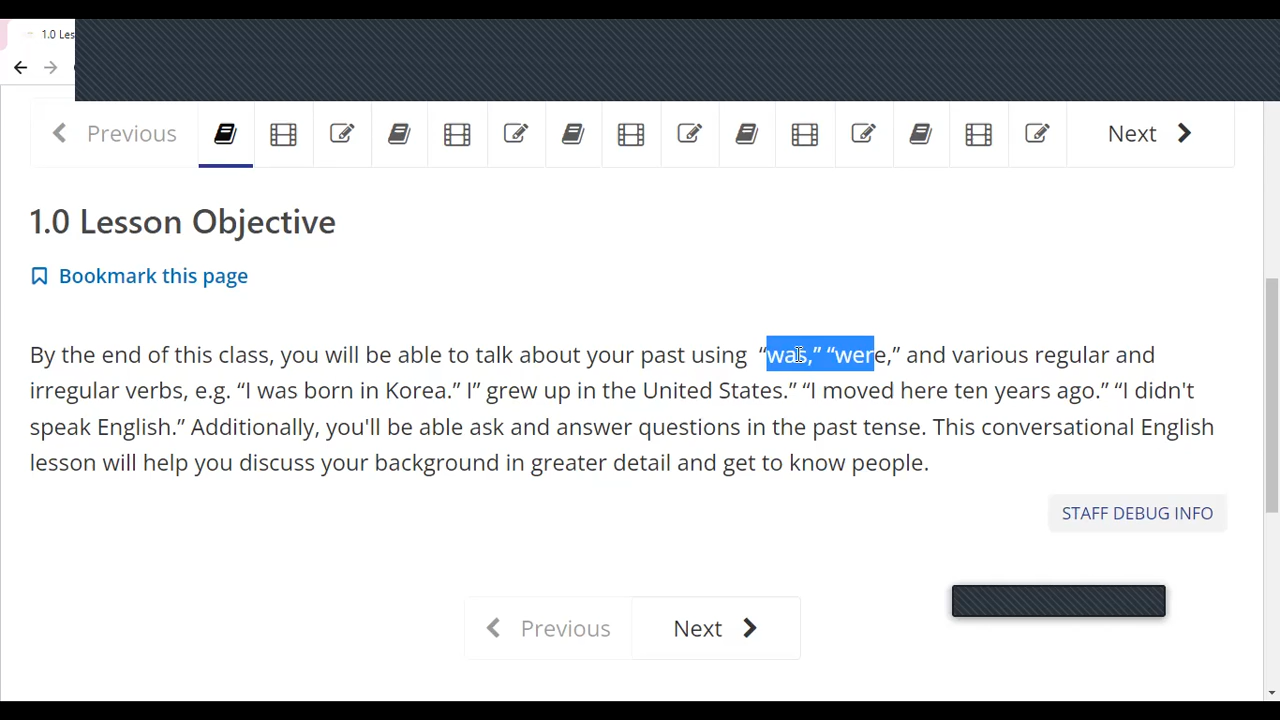 1.0 Les
Previous
Next
1.0 Lesson Objective
Bookmark this page
By the end of this class, you will be able to talk about your past using “was,” “were,” and various regular and
irregular verbs, e.g. “I was born in Korea.” I” grew up in the United States.” “I moved here ten years ago.” “I didn't
speak English.” Additionally, you'll be able ask and answer questions in the past tense. This conversational English
lesson will help you discuss your background in greater detail and get to know people.
STAFF DEBUG INFO
Previous
Next